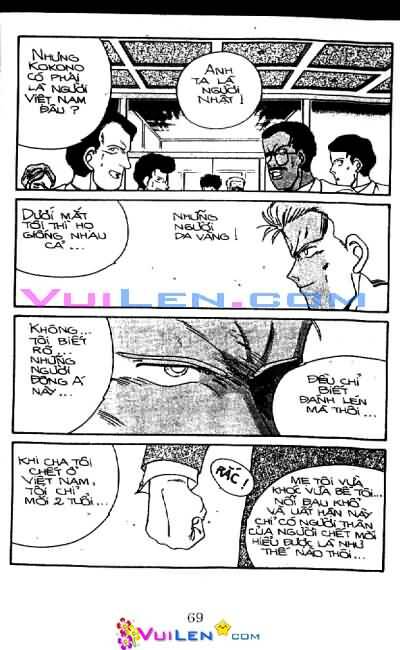 NHƯNG
KOKONO
CÓ PHẢI
LÀ NGƯỜI
VIỆT NAM
ĐÂU ?
ANH
TA LÀ
NGƯỜI
NHẬT !
DƯỚI MẮT
TÔI THÌ HỌ
GIỐNG NHAU
CẢ ...
NHỮNG
NGƯỜI
DA VÀNG !
VUILEN.COM
KHÔNG...
TÔI BIẾT
RÕ ...
NHỮNG
NGƯỜI
ĐÔNG Á
NÀY ...
ĐỀU CHỈ
BIẾT
ĐÁNH LÉN
MÀ THÔI ...
KHI CHA TÔI
CHẾT Ở
VIỆT NAM,
TÔI CHỈ
MỚI 2 TUỔI ...
RẮC !
MẸ TÔI VỪA
KHÓC VỪA BẾ TÔI...
NỖI ĐAU KHỔ
VÀ UẤT HẬN NÀY
CHỈ CÓ NGƯỜI THÂN
CỦA NGƯỜI CHẾT MỚI
HIỂU ĐƯỢC LÀ NHƯ
THẾ NÀO THÔI ...
69
VUILEN.COM